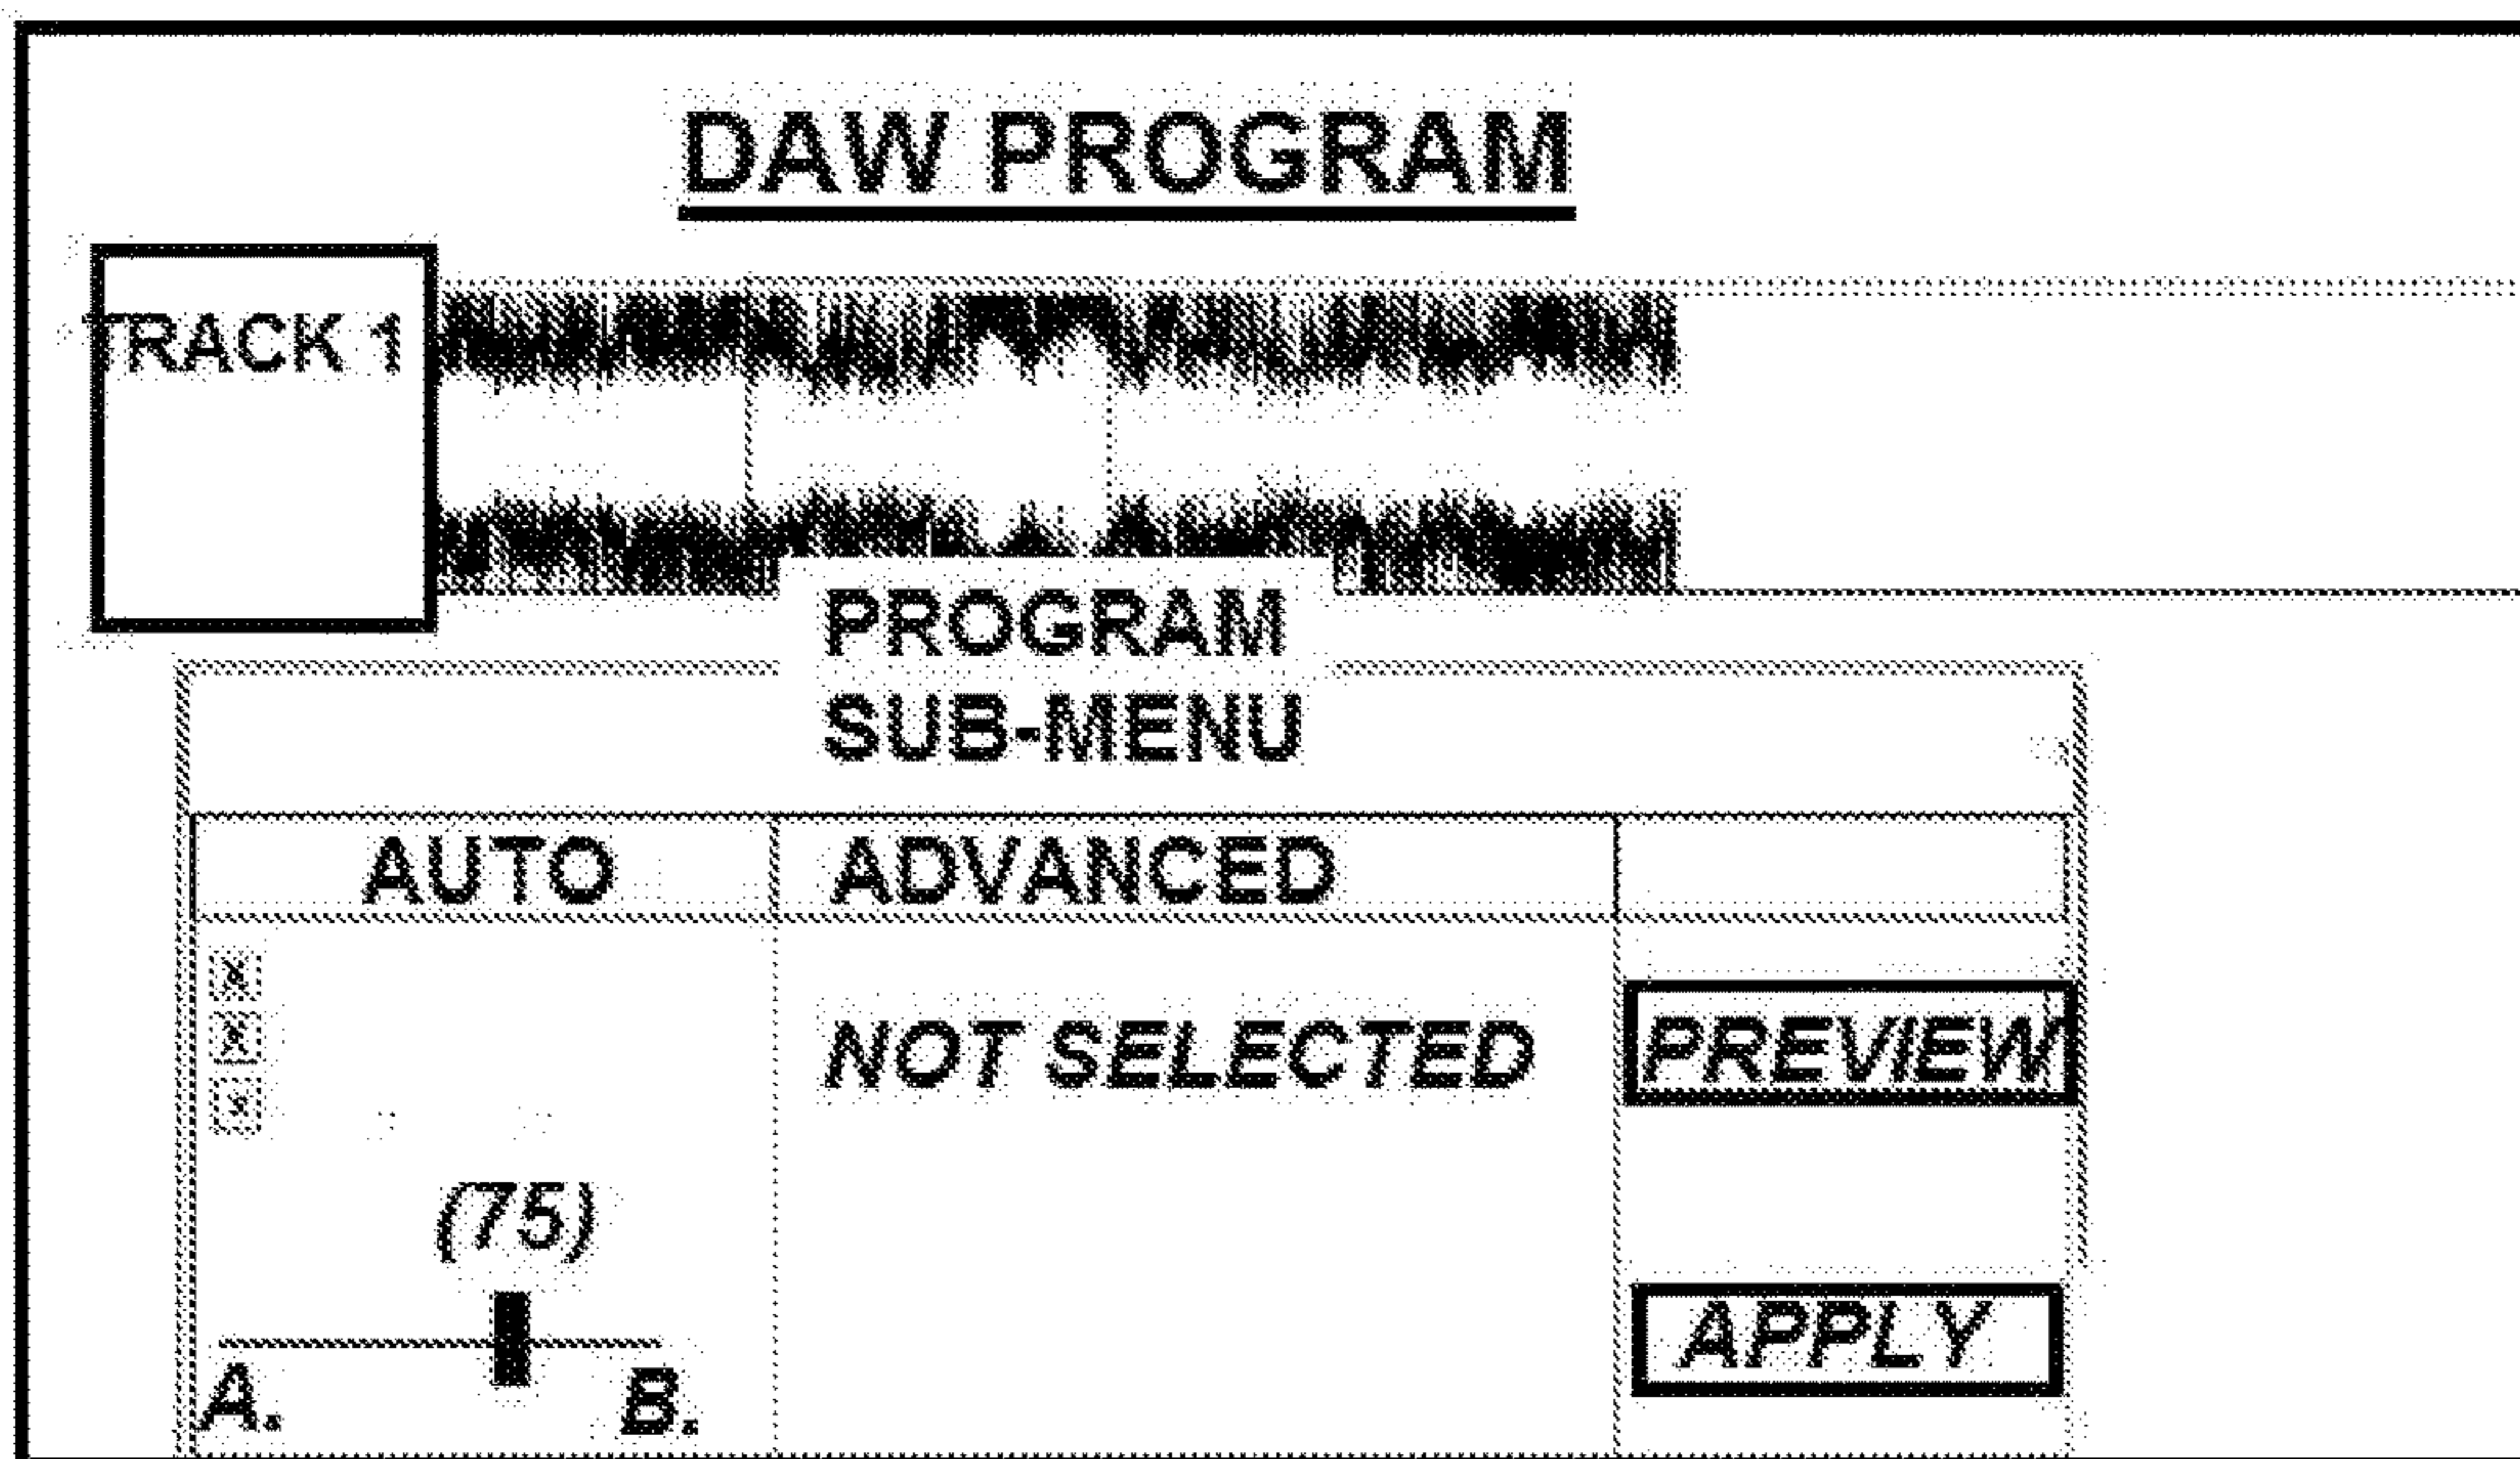 DAW PROGRAM
TRACK 1
PROGRAM
SUB-MENU
AUTO ADVANCED
NOT SELECTED
PREVIEW
(75)
APPLY
A. B.